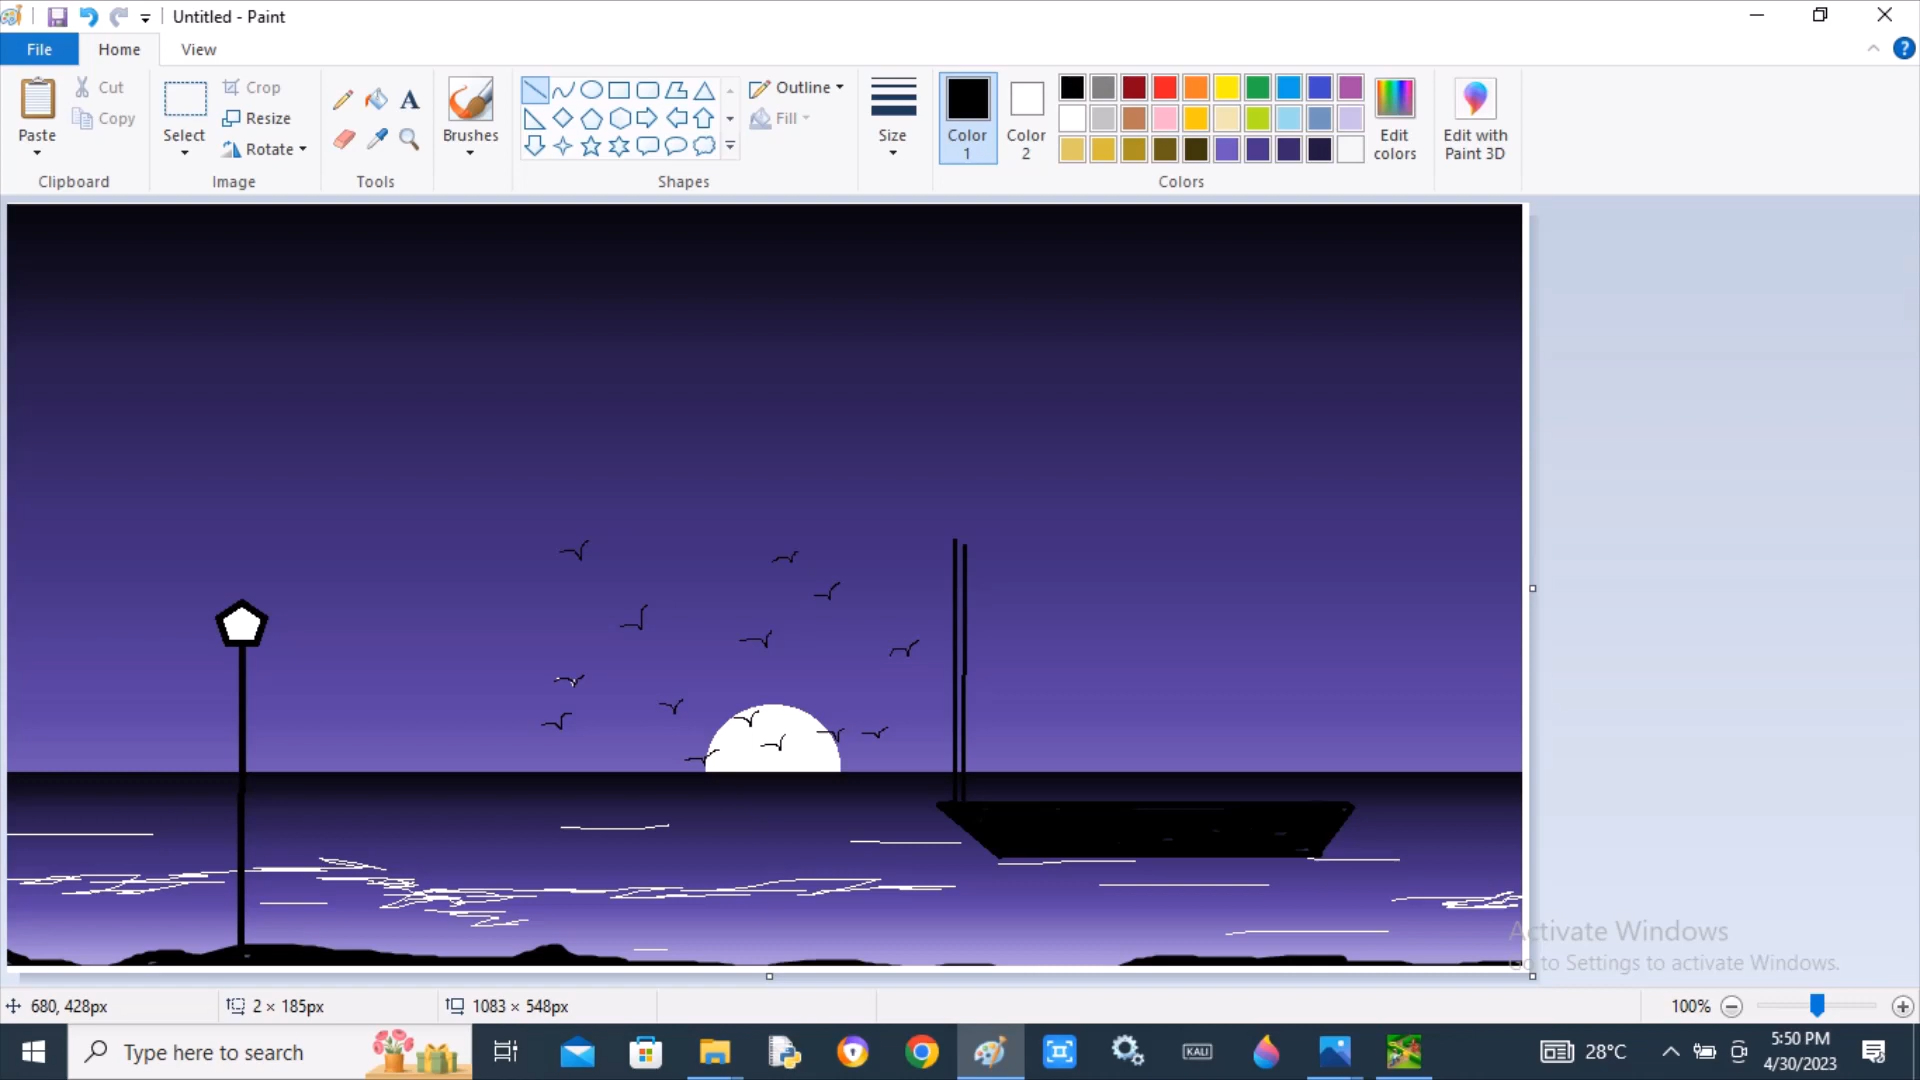 Untitled - Paint
File Home View
Paste Cut Copy
Select Crop Resize Rotate
A
Brushes
Outline
Fill
Size
Color 1
Color 2
Edit colors
Edit with Paint 3D
Clipboard Image Tools Shapes Colors
?
Activate Windows
Go to Settings to activate Windows.
680, 428px 2 × 185px 1083 × 548px 100%
Type here to search
KALI
28°C
5:50 PM
4/30/2023